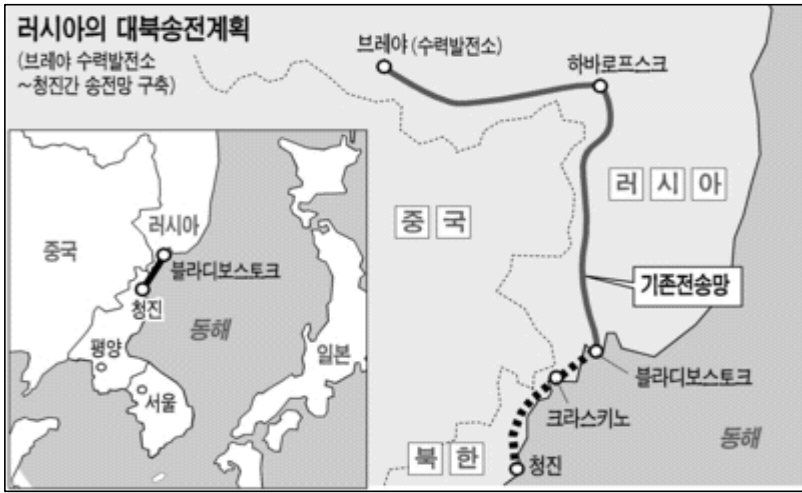 러시아의 대북송전계획
(브레야 수력발전소
~청진간 송전망 구축)
브레야 (수력발전소)
하바로프스크
러시아
중국
기존전송망
블라디보스토크
크라스키노
북한
청진
동해
중국
러시아
블라디보스토크
청진
동해
평양
서울
일본